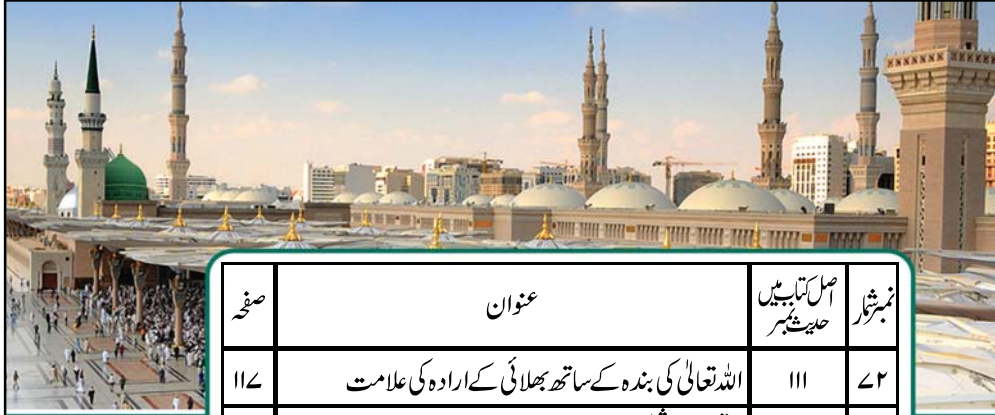 نمبر شمار | اصل کتاب میں حدیث نمبر | عنوان | صفحہ
۷۲ | ۱۱۱ | اللہ تعالیٰ کی بندہ کے ساتھ بھلائی کے ارادہ کی علامت | ۱۱۷